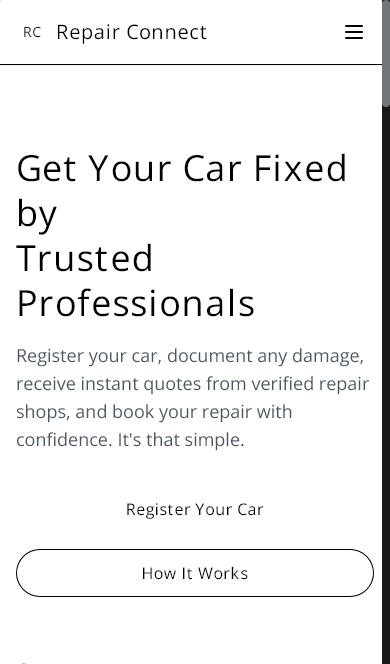 RC Repair Connect
Get Your Car Fixed
by
Trusted
Professionals
Register your car, document any damage,
receive instant quotes from verified repair
shops, and book your repair with
confidence. It's that simple.
Register Your Car
How It Works